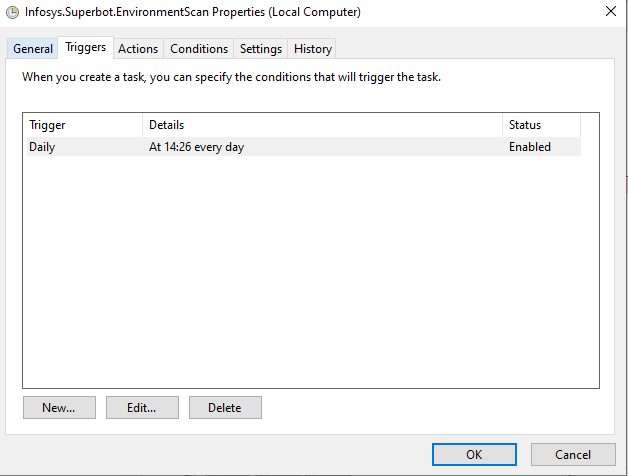 Infosys.Superbot.EnvironmentScan Properties (Local Computer)
General Triggers Actions Conditions Settings History
When you create a task, you can specify the conditions that will trigger the task.
Trigger Details Status
Daily At 14:26 every day Enabled
New... Edit... Delete
OK Cancel